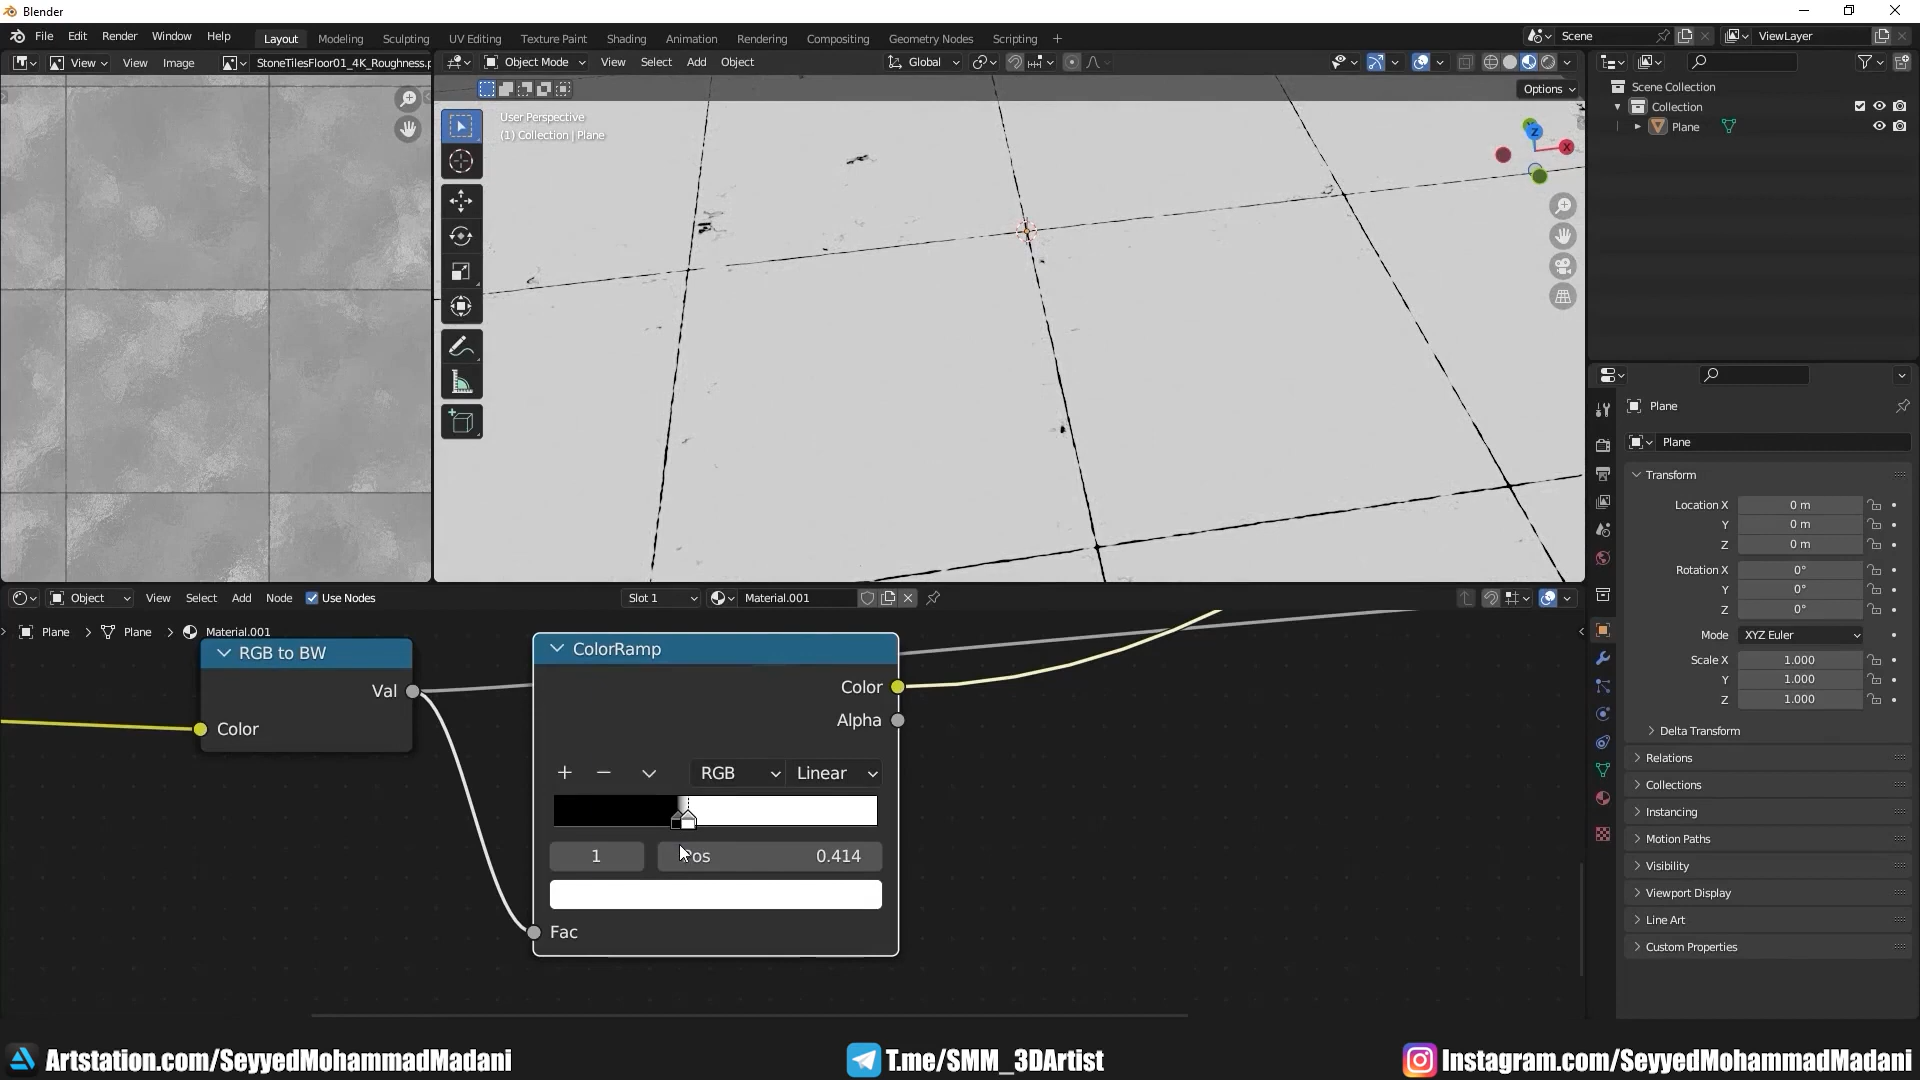 Blender
File Edit Render Window Help Layout Modeling Sculpting UV Editing Texture Paint Shading Animation Rendering Compositing Geometry Nodes Scripting + Scene ViewLayer
View View Image StoneTilesFloor01_4K_Roughness.p Object Mode View Select Add Object Global
Options
User Perspective
(1) Collection | Plane
Z
X
Scene Collection
Collection
Plane
Plane
Plane
Transform
Location X 0 m
Y 0 m
Z 0 m
Rotation X 0°
Y 0°
Z 0°
Mode XYZ Euler
Scale X 1.000
Y 1.000
Z 1.000
Delta Transform
Relations
Collections
Instancing
Motion Paths
Visibility
Viewport Display
Line Art
Custom Properties
Object View Select Add Node Use Nodes Slot 1 Material.001
Plane Plane Material.001
RGB to BW
Val
Color
ColorRamp
Color
Alpha
+ − RGB Linear
1 Pos 0.414
Fac
Artstation.com/SeyyedMohammadMadani T.me/SMM_3DArtist Instagram.com/SeyyedMohammadMadani